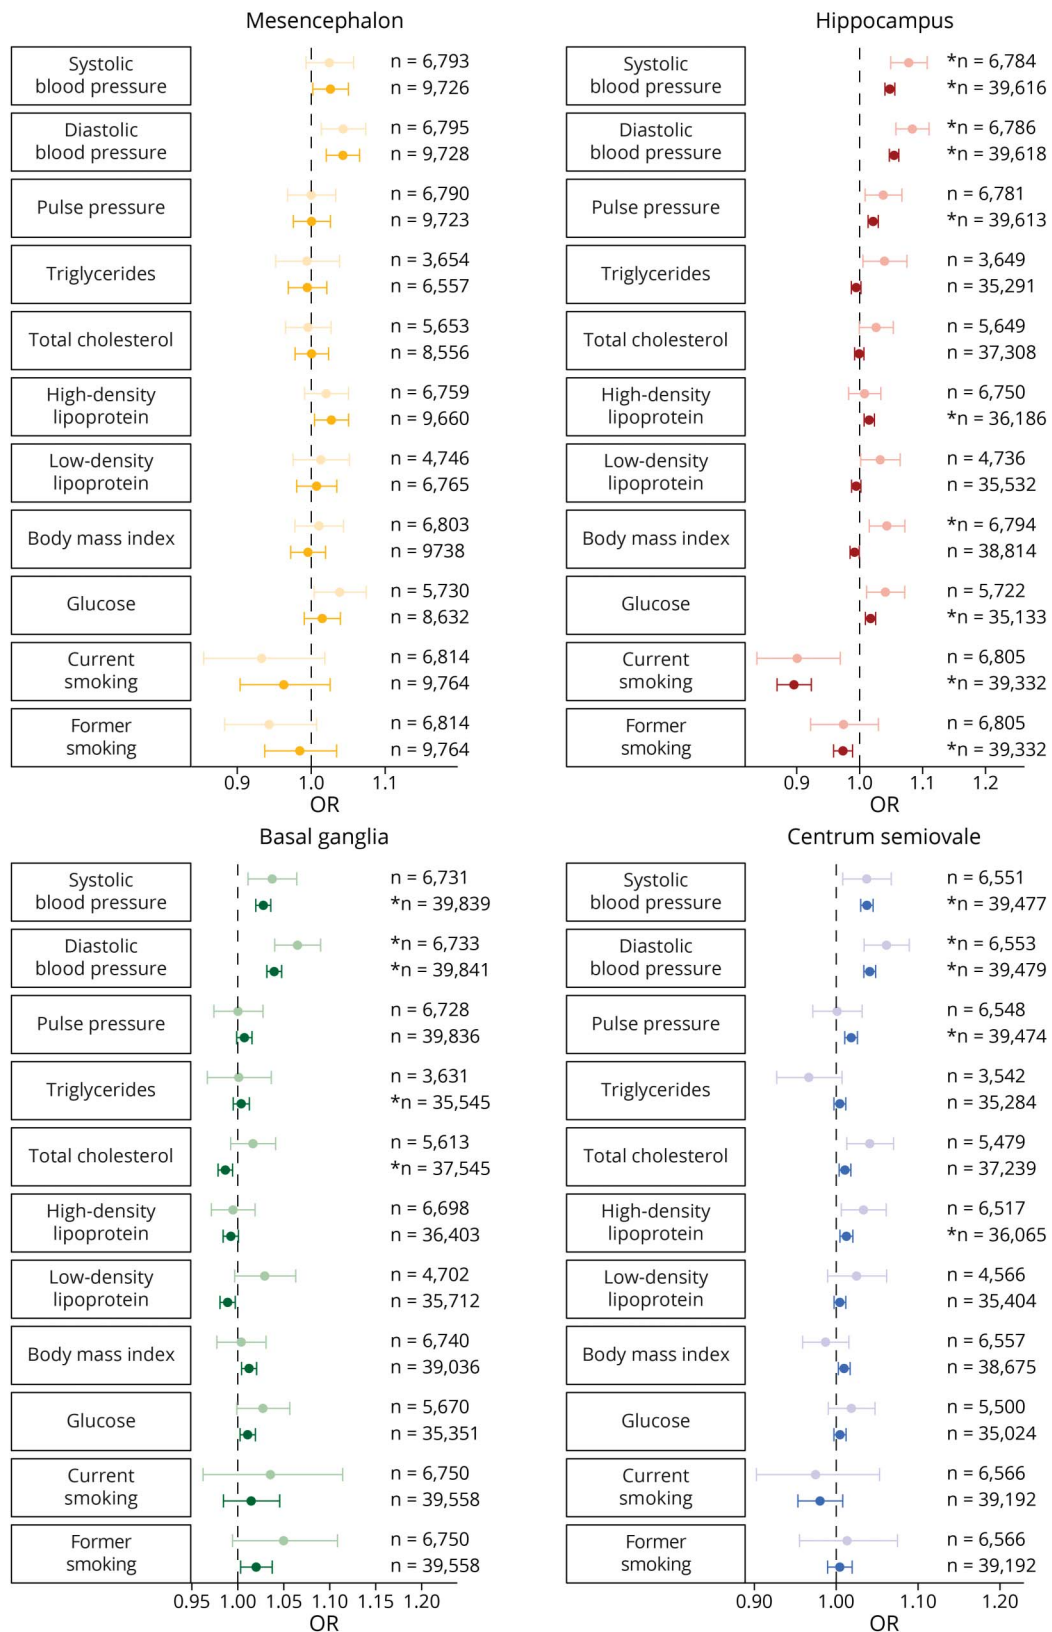 Mesencephalon
Systolic
blood pressure
n = 6,793
n = 9,726
Diastolic
blood pressure
n = 6,795
n = 9,728
Pulse pressure
n = 6,790
n = 9,723
Triglycerides
n = 3,654
n = 6,557
Total cholesterol
n = 5,653
n = 8,556
High-density
lipoprotein
n = 6,759
n = 9,660
Low-density
lipoprotein
n = 4,746
n = 6,765
Body mass index
n = 6,803
n = 9738
Glucose
n = 5,730
n = 8,632
Current
smoking
n = 6,814
n = 9,764
Former
smoking
n = 6,814
n = 9,764
0.9 1.0 1.1
OR
Hippocampus
Systolic
blood pressure
*n = 6,784
*n = 39,616
Diastolic
blood pressure
*n = 6,786
*n = 39,618
Pulse pressure
n = 6,781
*n = 39,613
Triglycerides
n = 3,649
n = 35,291
Total cholesterol
n = 5,649
n = 37,308
High-density
lipoprotein
n = 6,750
*n = 36,186
Low-density
lipoprotein
n = 4,736
n = 35,532
Body mass index
*n = 6,794
n = 38,814
Glucose
n = 5,722
*n = 35,133
Current
smoking
n = 6,805
*n = 39,332
Former
smoking
n = 6,805
*n = 39,332
0.9 1.0 1.1 1.2
OR
Basal ganglia
Systolic
blood pressure
n = 6,731
*n = 39,839
Diastolic
blood pressure
*n = 6,733
*n = 39,841
Pulse pressure
n = 6,728
n = 39,836
Triglycerides
n = 3,631
*n = 35,545
Total cholesterol
n = 5,613
*n = 37,545
High-density
lipoprotein
n = 6,698
n = 36,403
Low-density
lipoprotein
n = 4,702
n = 35,712
Body mass index
n = 6,740
n = 39,036
Glucose
n = 5,670
n = 35,351
Current
smoking
n = 6,750
n = 39,558
Former
smoking
n = 6,750
n = 39,558
0.95 1.00 1.10 1.15 1.20
OR
Centrum semiovale
Systolic
blood pressure
n = 6,551
*n = 39,477
Diastolic
blood pressure
*n = 6,553
*n = 39,479
Pulse pressure
n = 6,548
*n = 39,474
Triglycerides
n = 3,542
n = 35,284
Total cholesterol
n = 5,479
n = 37,239
High-density
lipoprotein
n = 6,517
*n = 36,065
Low-density
lipoprotein
n = 4,566
n = 35,404
Body mass index
n = 6,557
n = 38,675
Glucose
n = 5,500
n = 35,024
Current
smoking
n = 6,566
n = 39,192
Former
smoking
n = 6,566
n = 39,192
0.90 1.00 1.10 1.20
OR